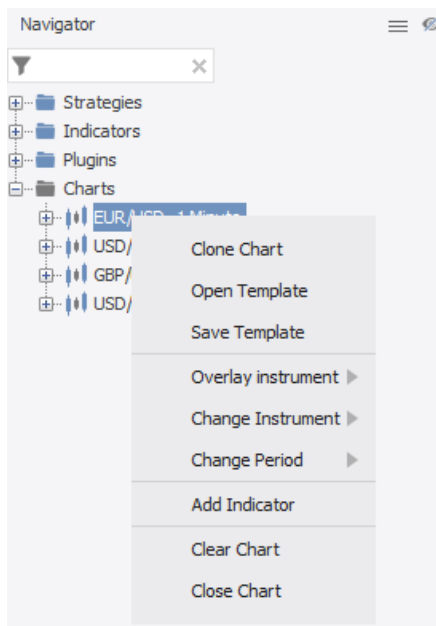 Navigator
Strategies
Indicators
Plugins
Charts
EUR/USD 1 Minute
USD/
GBP/
USD/
Clone Chart
Open Template
Save Template
Overlay instrument
Change Instrument
Change Period
Add Indicator
Clear Chart
Close Chart